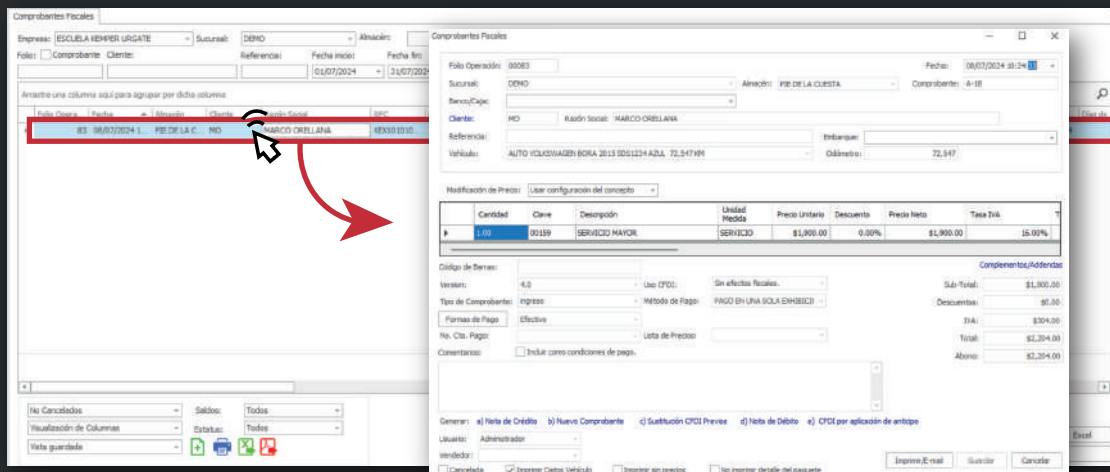 Comprobantes Fiscales
Empresa: ESCUELA KEMPER URGATE Sucursal: DEMO Almacén:
Folio: Comprobante Cliente: Referencia: Fecha inicio: Fecha fin:
01/07/2024 31/07/202
Arrastre una columna aquí para agrupar por dicha columna
Folio Opera... Fecha Almacén Cliente Razón Social RFC Días de
83 08/07/2024 1... PIE DE LA C... MO MARCO ORELLANA XEXX01010...
No Cancelados Saldos: Todos
Visualización de Columnas Estatus: Todos
Vista guardada
Excel
Comprobantes Fiscales
Folio Operación: 00083 Fecha: 08/07/2024 10:24:33
Sucursal: DEMO Almacén: PIE DE LA CUESTA Comprobante: A-18
Banco/Caja:
Cliente: MO Razón Social: MARCO ORELLANA
Referencia: Embarque:
Vehículo: AUTO VOLKSWAGEN BORA 2013 SDS1234 AZUL 72,547 KM Odómetro: 72,547
Modificación de Precio: Usar configuración del concepto
Cantidad Clave Descripción Unidad Medida Precio Unitario Descuento Precio Neto Tasa IVA T
1.00 00159 SERVICIO MAYOR SERVICIO $1,900.00 0.00% $1,900.00 16.00%
Código de Barras: Complementos/Addendas
Version: 4.0 Uso CFDI: Sin efectos fiscales. Sub-Total: $1,900.00
Tipo de Comprobante: Ingreso Método de Pago: PAGO EN UNA SOLA EXHIBICIÓ Descuentos: $0.00
Formas de Pago Efectivo IVA: $304.00
No. Cta. Pago: Lista de Precios: Total: $2,204.00
Comentarios: Incluir como condiciones de pago. Abono: $2,204.00
Generar: a) Nota de Crédito b) Nuevo Comprobante c) Sustitución CFDI Previos d) Nota de Débito e) CFDI por aplicación de anticipo
Usuario: Administrador
Vendedor: Imprime/E-mail Guardar Cancelar
Cancelada Imprimir Datos Vehículo Imprimir sin precios No imprimir detalle del paquete